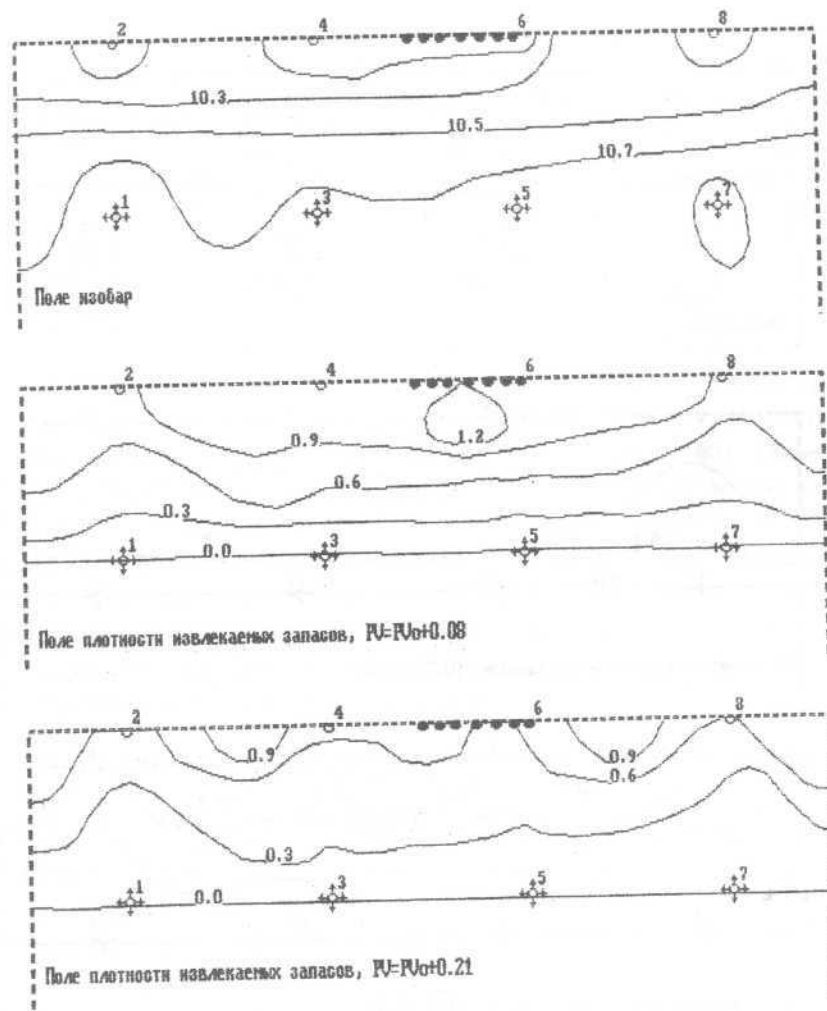 2 4 6 8
10.3
10.5
10.7
1 3 5 7
Поле изобар
2 4 6 8
0.9 1.2
0.6
0.3
0.0 1 3 5 7
Поле плотности извлекаемых запасов, PV=PVo+0.08
2 4 6 8
0.9 0.9
0.6
0.3
1 0.0 3 5 7
Поле плотности извлекаемых запасов, PV=PVo+0.21